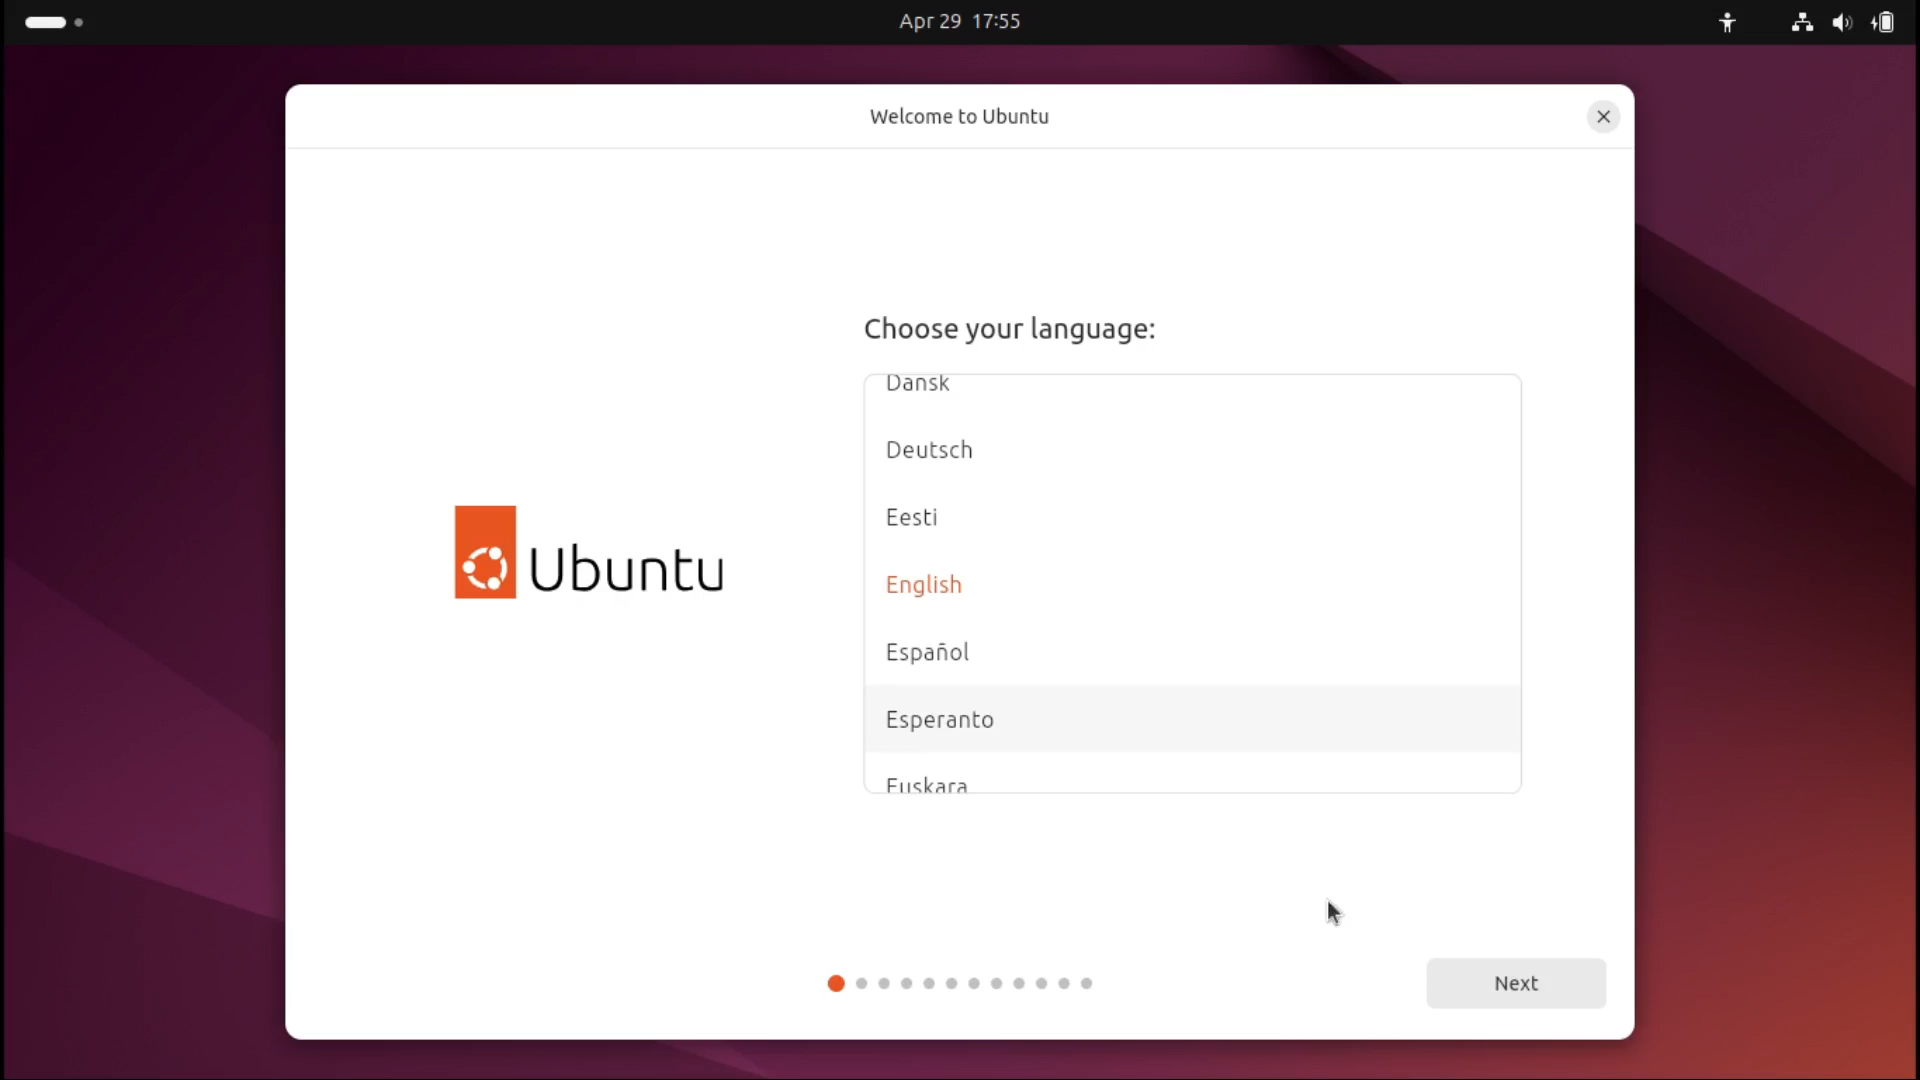 Apr 29 17:55
Welcome to Ubuntu
Choose your language:
Dansk
Deutsch
Eesti
English
Español
Esperanto
Euskara
Ubuntu
Next